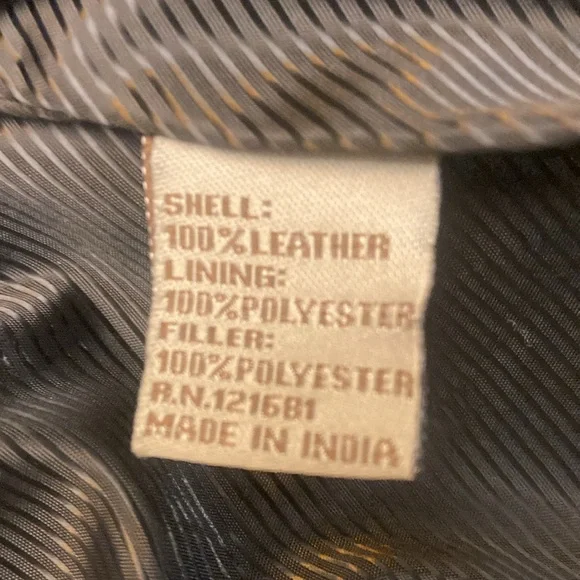 SHELL:
100%LEATHER
LINING:
100%POLYESTER
FILLER:
100%POLYESTER
R.N.121681
MADE IN INDIA